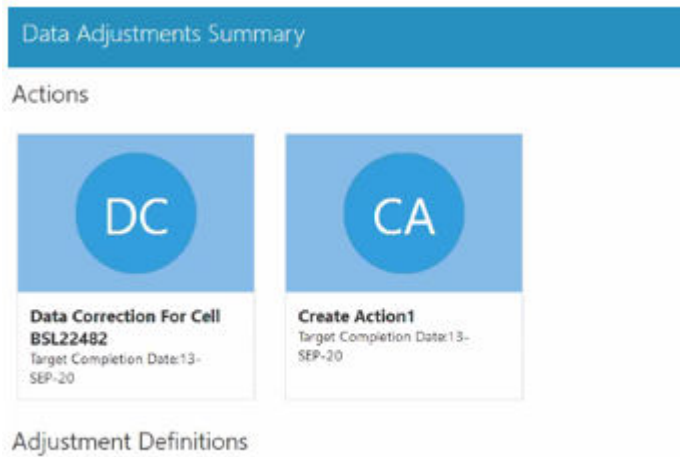 Data Adjustments Summary
Actions
DC
CA
Data Correction For Cell
BSL22482
Target Completion Date:13-
SEP-20
Create Action1
Target Completion Date:13-
SEP-20
Adjustment Definitions